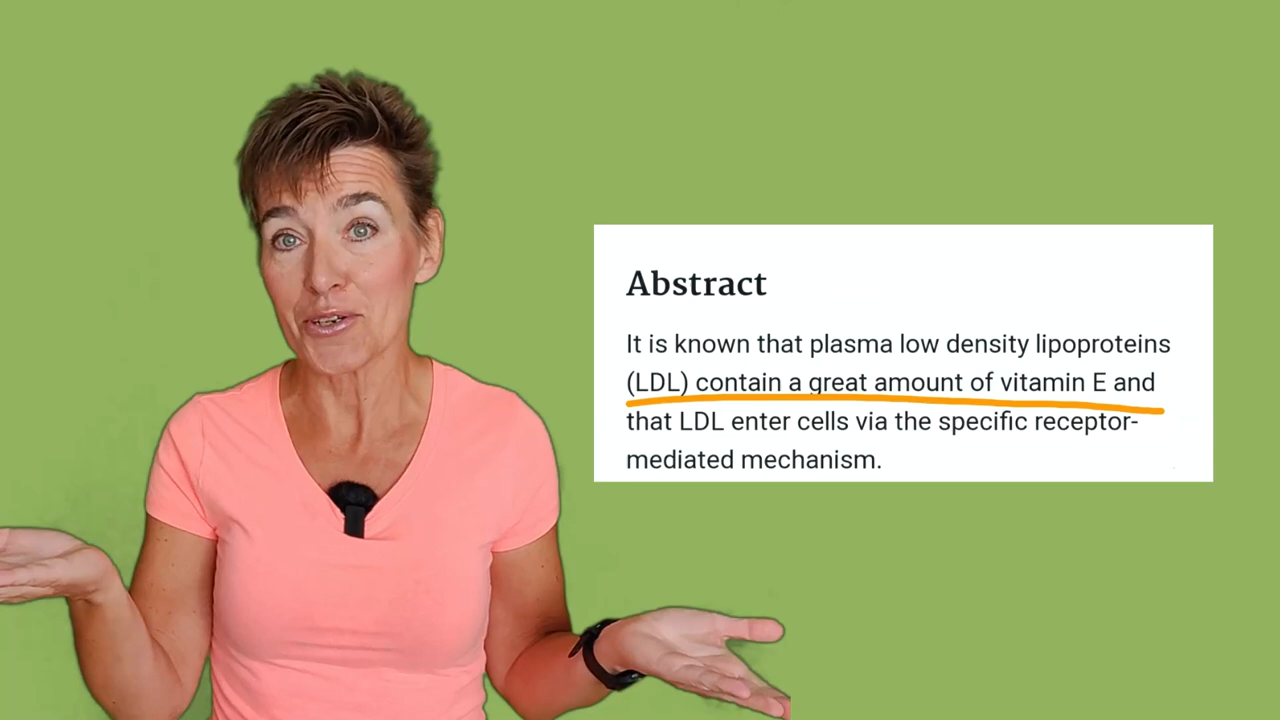 Abstract
It is known that plasma low density lipoproteins
(LDL) contain a great amount of vitamin E and
that LDL enter cells via the specific receptor-
mediated mechanism.